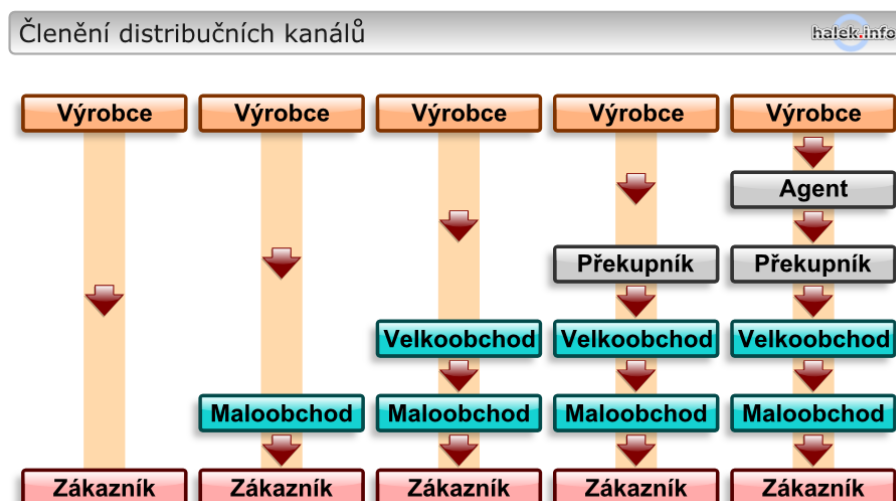 Členění distribučních kanálů
halek.info
Výrobce Výrobce Výrobce Výrobce Výrobce
Agent
Překupník Překupník
Velkoobchod Velkoobchod Velkoobchod
Maloobchod Maloobchod Maloobchod Maloobchod
Zákazník Zákazník Zákazník Zákazník Zákazník